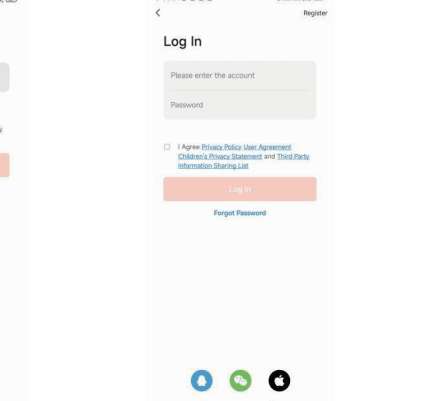 Register
Log In
Please enter the account
Password
I Agree Privacy Policy User Agreement
Children's Privacy Statement and Third Party
Information Sharing List
Log In
Forgot Password